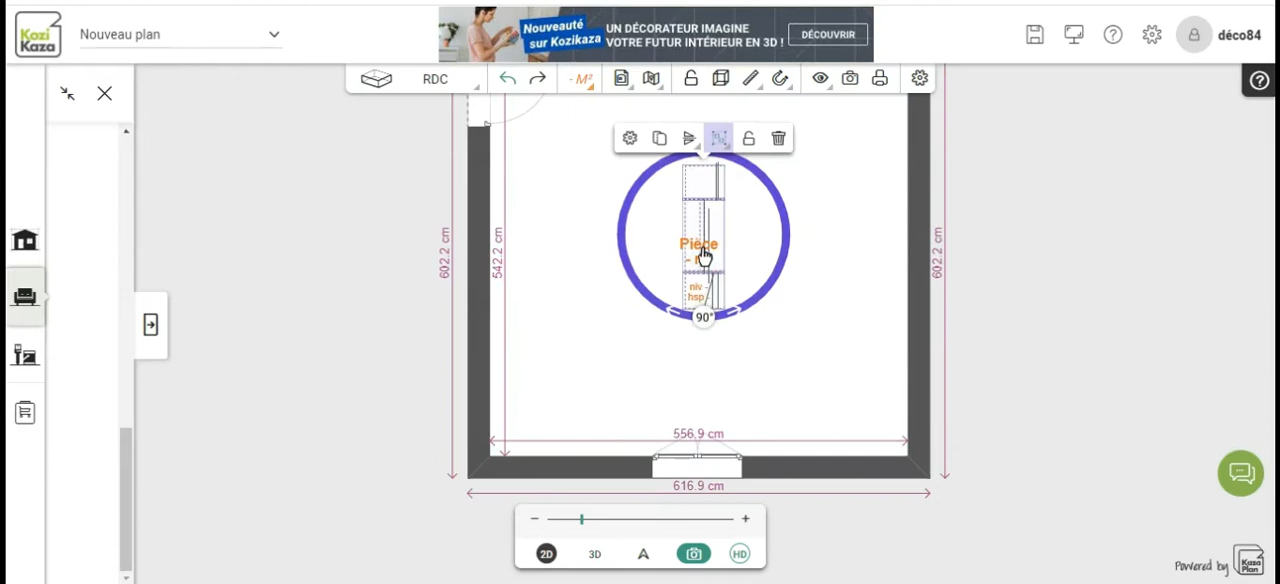 Kozi
Kaza
Nouveau plan
Nouveauté
sur Kozikaza
UN DÉCORATEUR IMAGINE
VOTRE FUTUR INTÉRIEUR EN 3D !
DÉCOUVRIR
déco84
RDC
- M²
602.2 cm
542.2 cm
602.2 cm
Pièce
niv -
hsp -
90°
556.9 cm
616.9 cm
2D
3D
HD
Powered by
Kaza
Plan